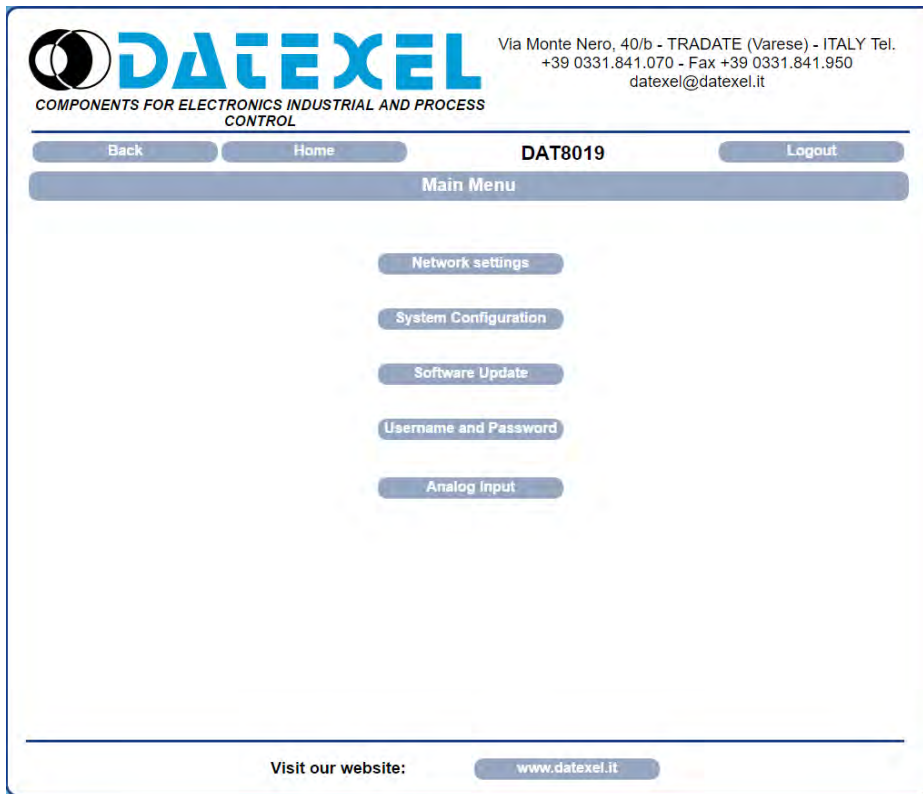 DATEXEL
COMPONENTS FOR ELECTRONICS INDUSTRIAL AND PROCESS
CONTROL
Via Monte Nero, 40/b - TRADATE (Varese) - ITALY Tel.
+39 0331.841.070 - Fax +39 0331.841.950
datexel@datexel.it
Back Home DAT8019 Logout
Main Menu
Network settings
System Configuration
Software Update
Username and Password
Analog Input
Visit our website: www.datexel.it